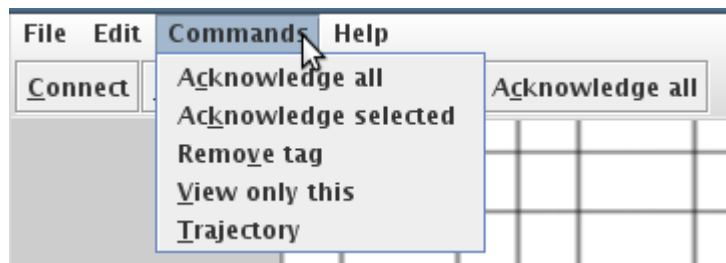 File Edit Commands Help
Connect Acknowledge all
Acknowledge all
Acknowledge selected
Remove tag
View only this
Trajectory